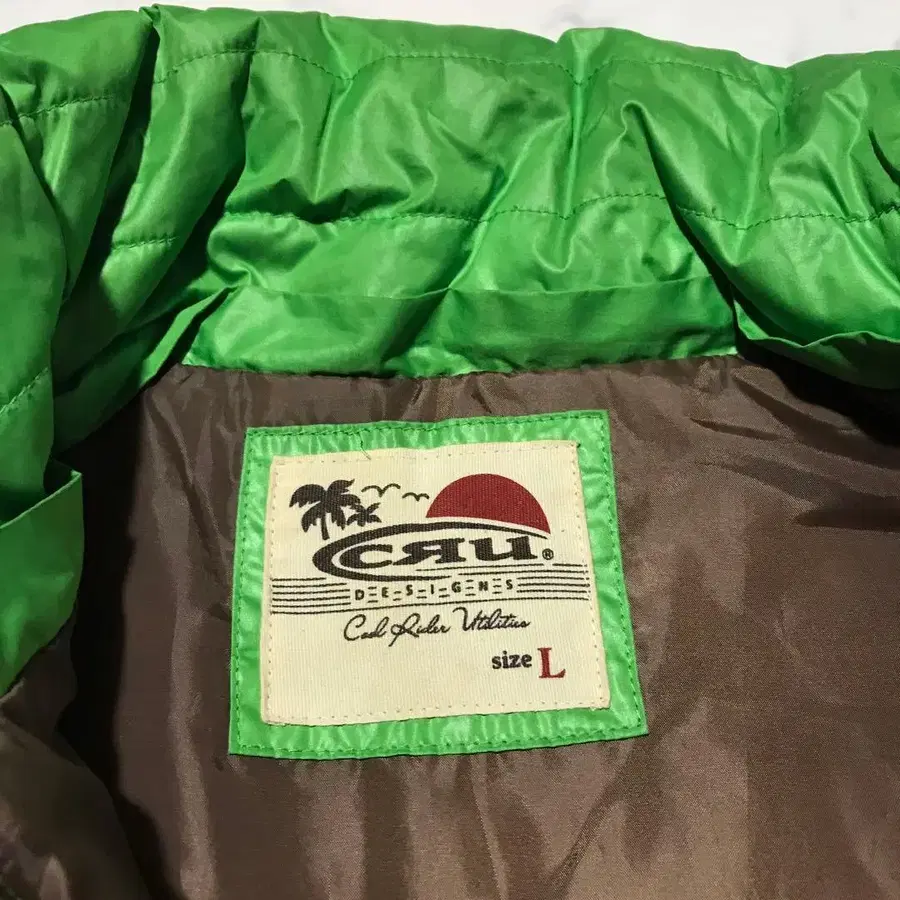 CЯU®
DESIGNS
Cool Rider Utilities
size L